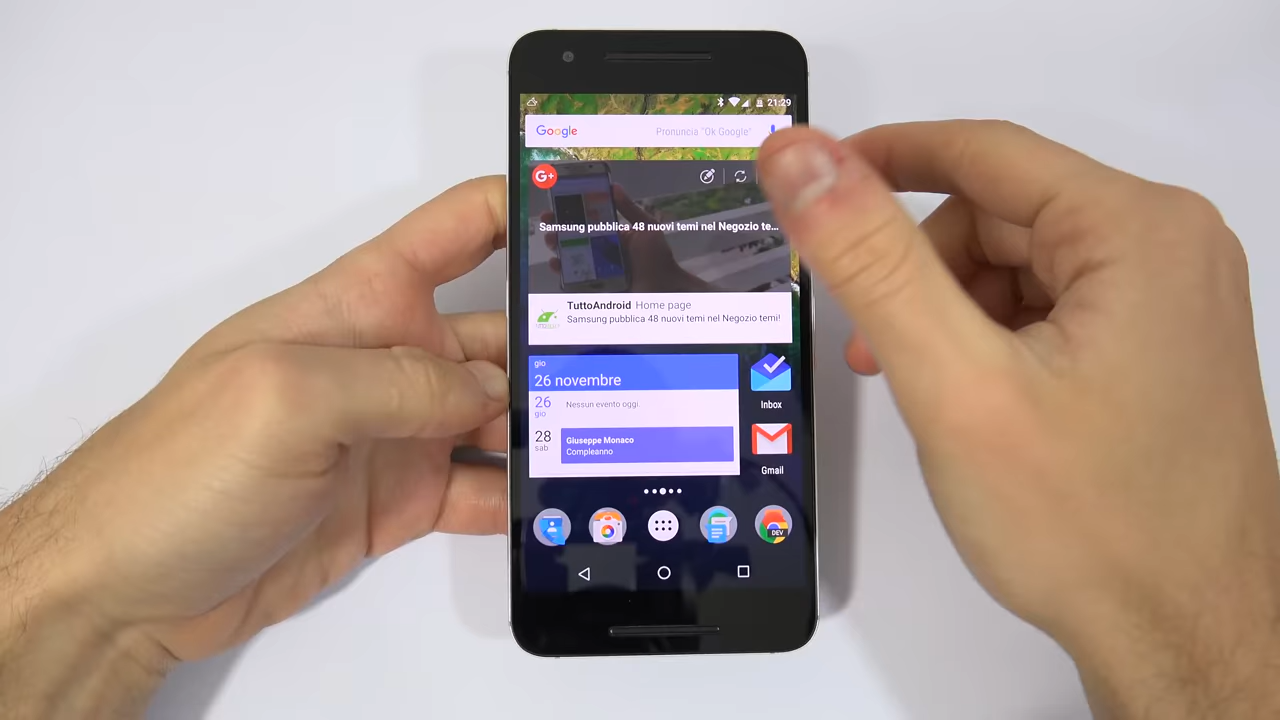 21:29
Google Pronuncia "Ok Google"
G+
Samsung pubblica 48 nuovi temi nel Negozio te...
TuttoAndroid Home page
Samsung pubblica 48 nuovi temi nel Negozio temi!
gio
26 novembre
26 Nessun evento oggi.
gio
28 Giuseppe Monaco
sab Compleanno
Inbox
Gmail
DEV